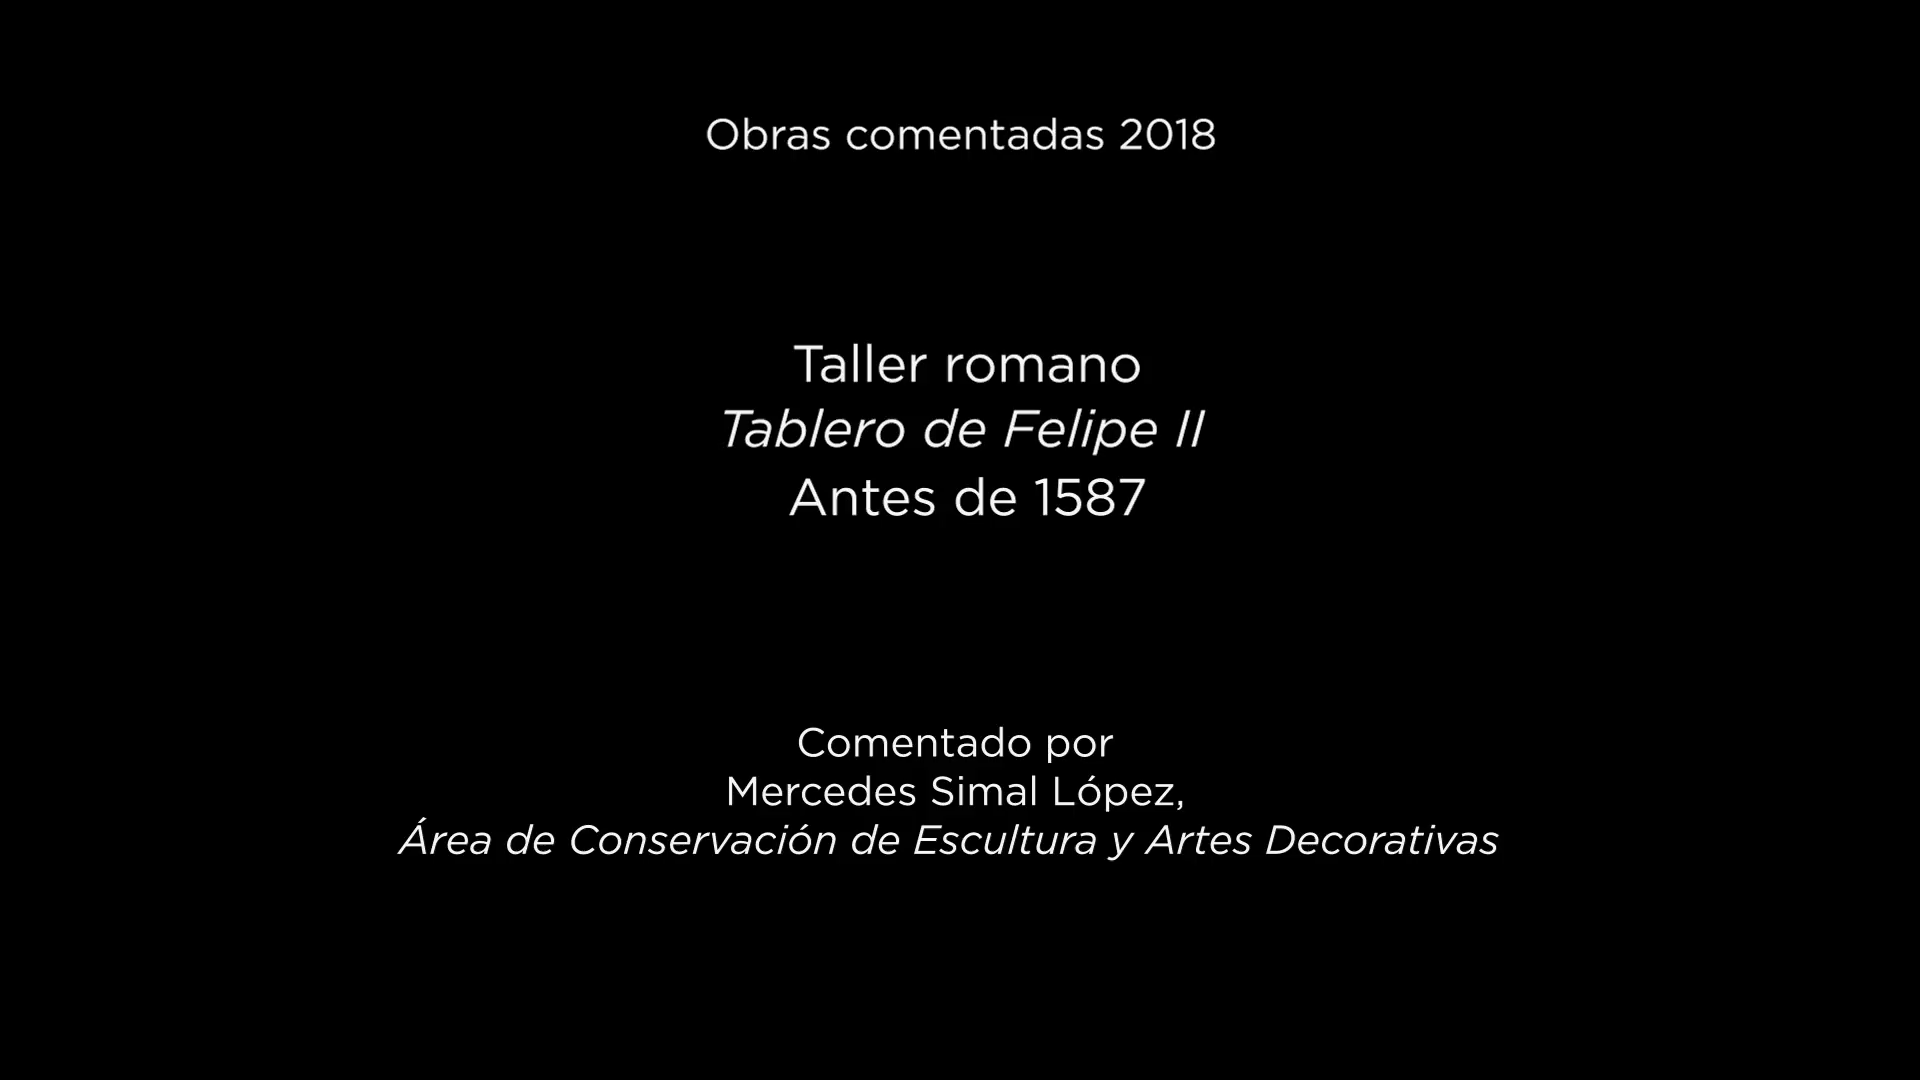 Obras comentadas 2018
Taller romano
Tablero de Felipe II
Antes de 1587
Comentado por
Mercedes Simal López,
Área de Conservación de Escultura y Artes Decorativas